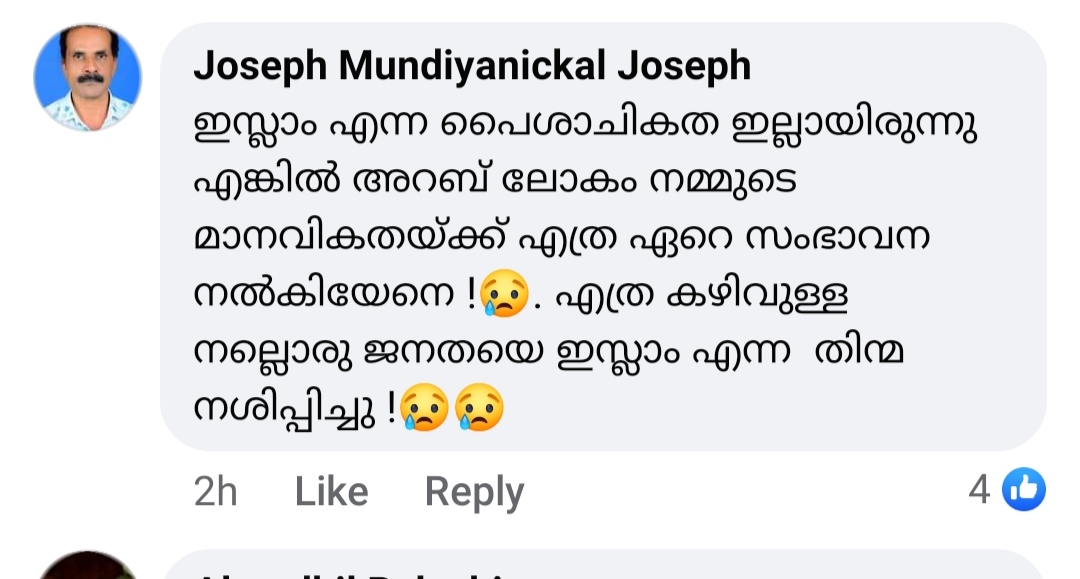 Joseph Mundiyanickal Joseph
ഇസ്ലാം എന്ന പൈശാചികത ഇല്ലായിരുന്നു
എങ്കിൽ അറബ് ലോകം നമ്മുടെ
മാനവികതയ്ക്ക് എത്ര ഏറെ സംഭാവന
നൽകിയേനെ !😥. എത്ര കഴിവുള്ള
നല്ലൊരു ജനതയെ ഇസ്ലാം എന്ന തിന്മ
നശിപ്പിച്ചു !😥😥
2h Like Reply 4